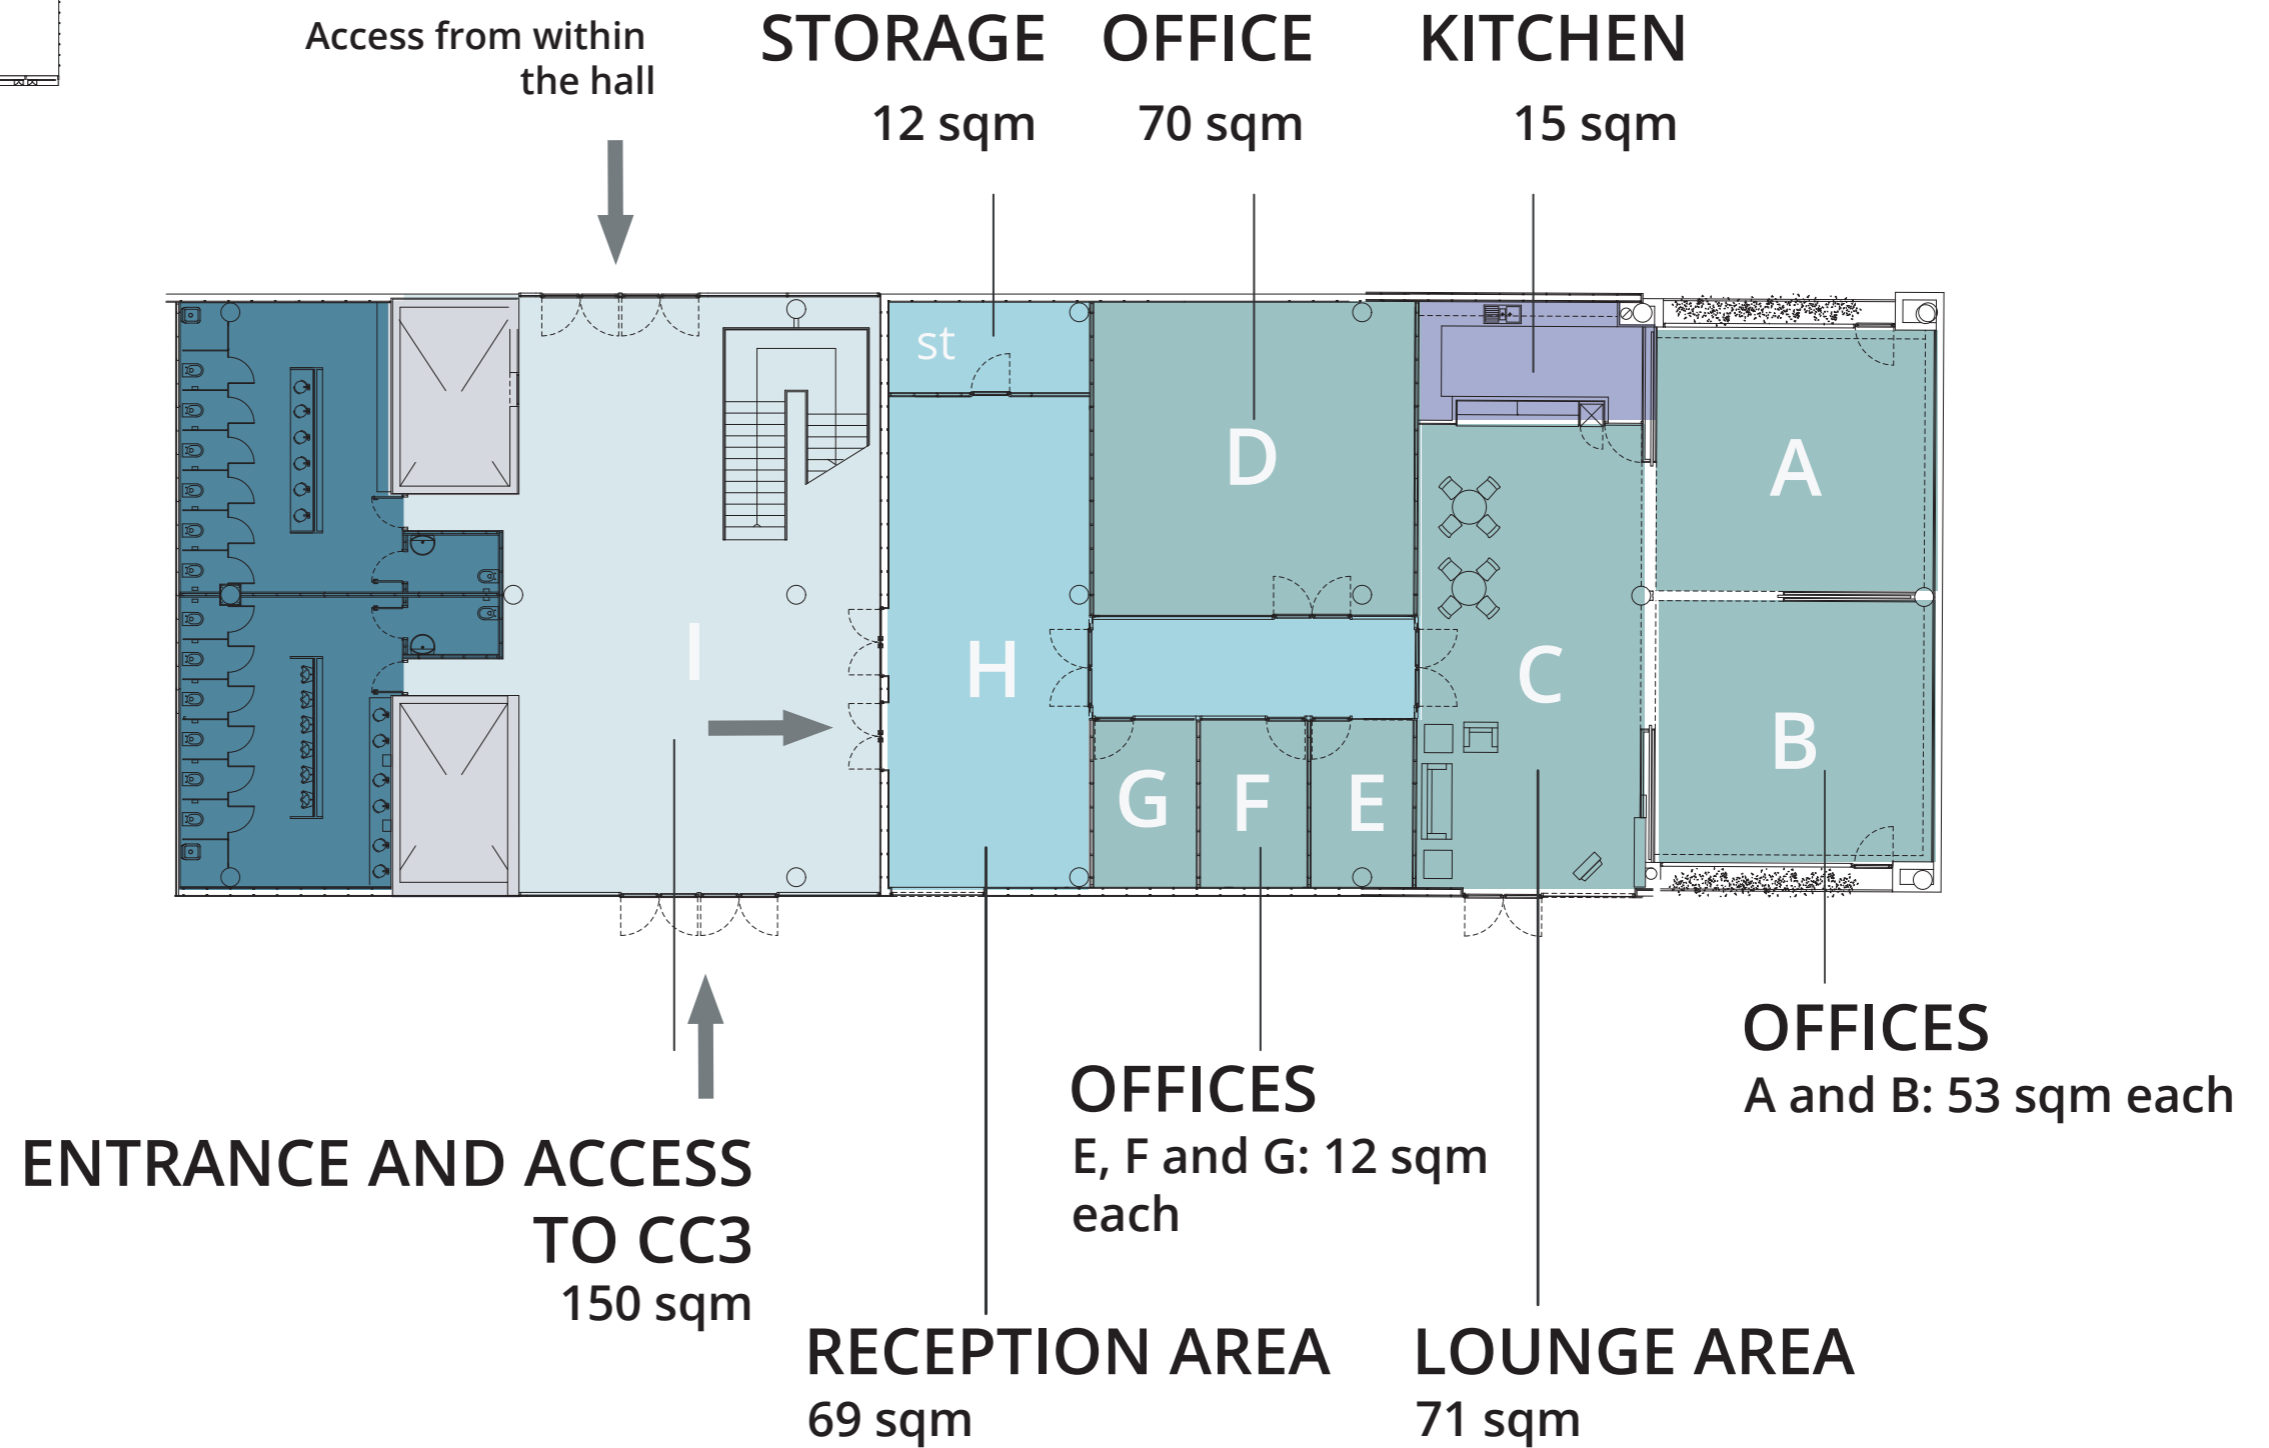 Access from within
the hall
STORAGE
12 sqm
OFFICE
70 sqm
KITCHEN
15 sqm
st
D
A
I
H
C
B
G
F
E
ENTRANCE AND ACCESS
TO CC3
150 sqm
RECEPTION AREA
69 sqm
OFFICES
E, F and G: 12 sqm
each
LOUNGE AREA
71 sqm
OFFICES
A and B: 53 sqm each